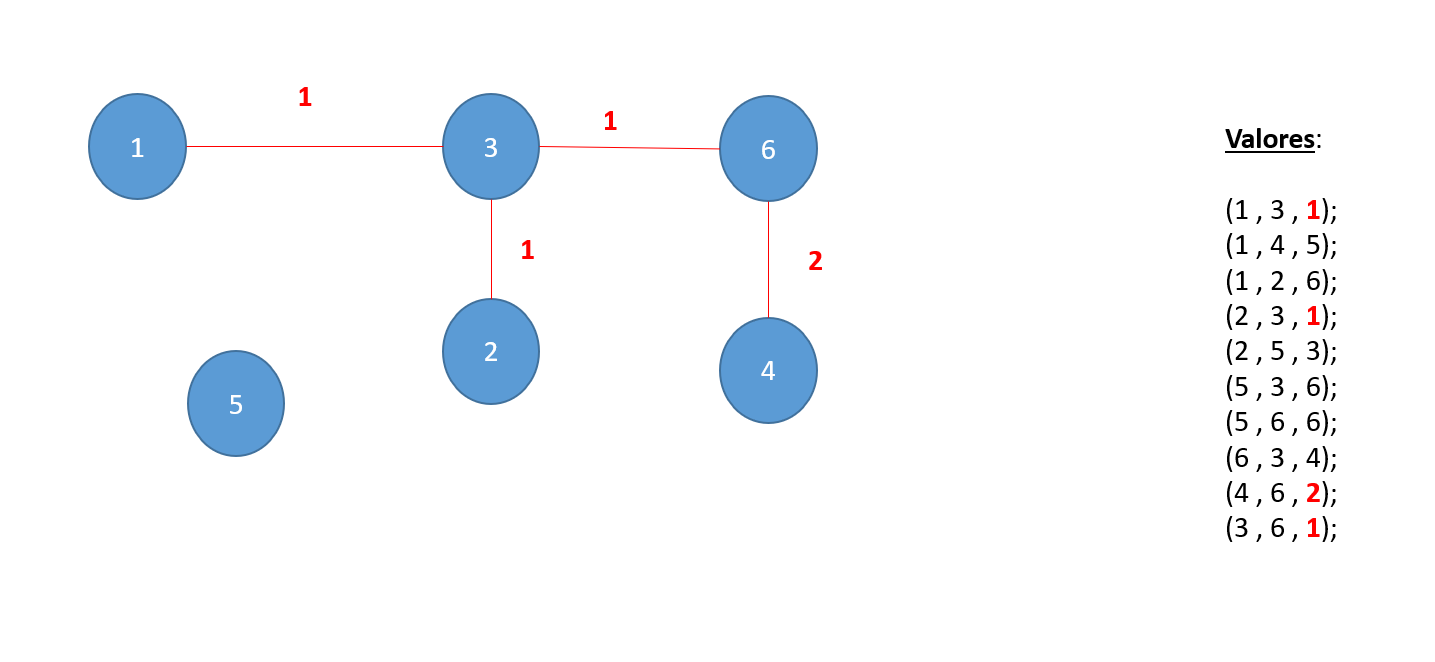 1
1
1
3
6
1
2
2
4
5
Valores:
(1 , 3 , 1);
(1 , 4 , 5);
(1 , 2 , 6);
(2 , 3 , 1);
(2 , 5 , 3);
(5 , 3 , 6);
(5 , 6 , 6);
(6 , 3 , 4);
(4 , 6 , 2);
(3 , 6 , 1);